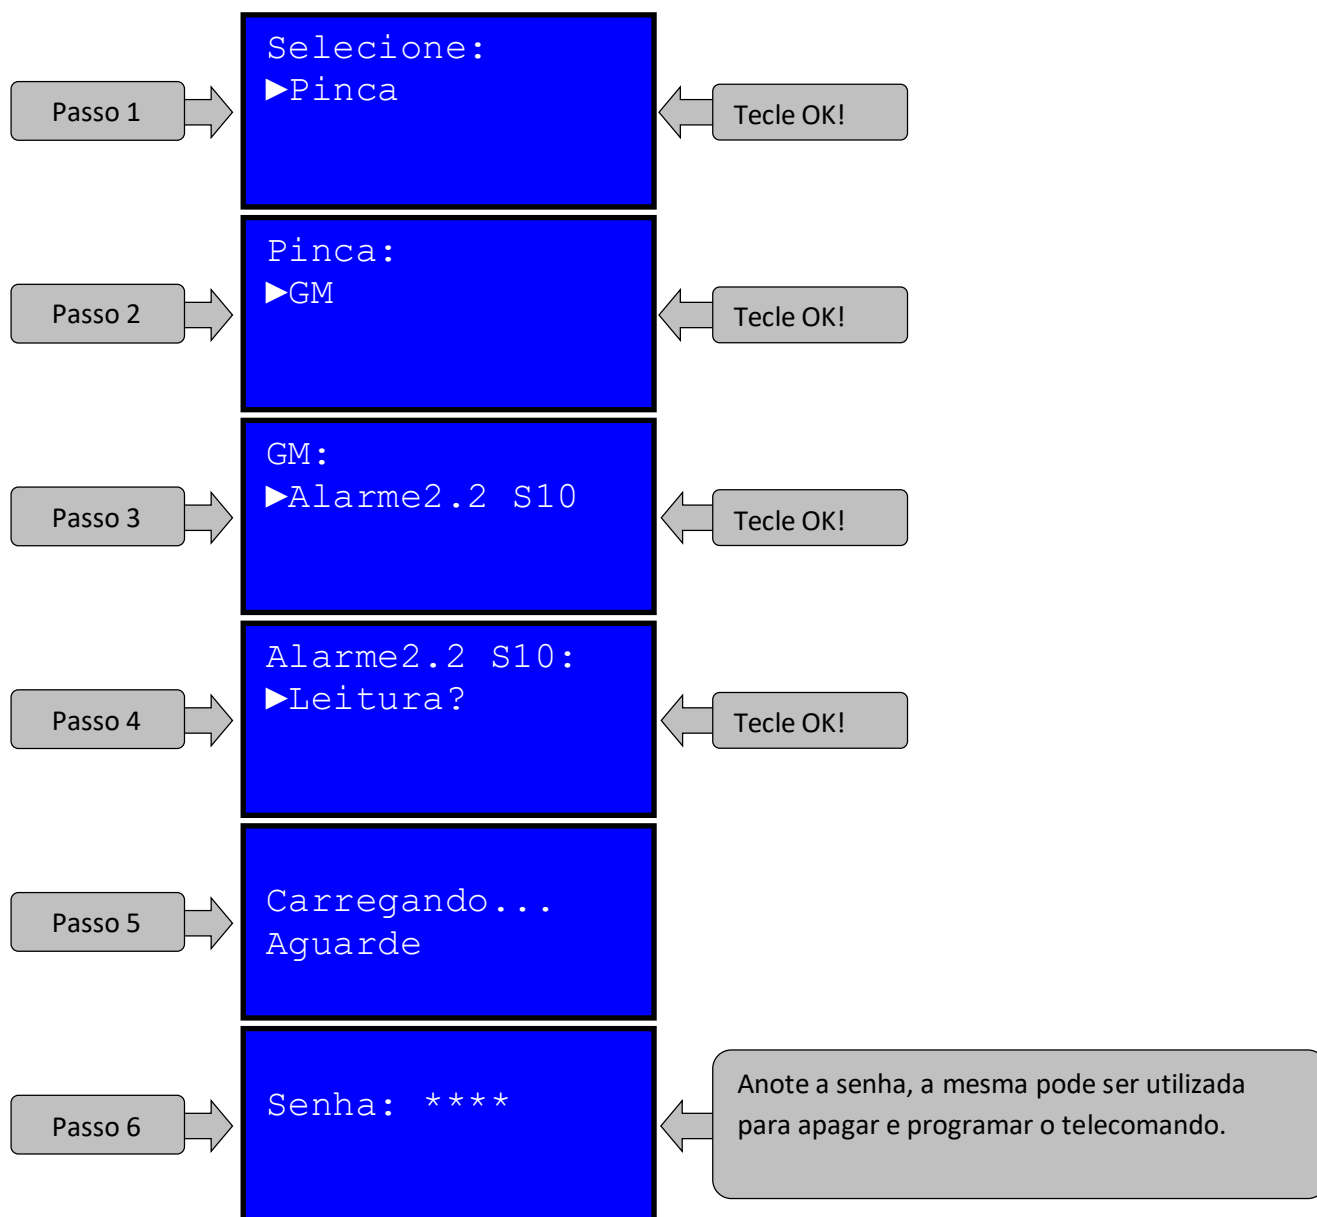 Passo 1
Selecione:
►Pinca
Tecle OK!
Passo 2
Pinca:
►GM
Tecle OK!
Passo 3
GM:
►Alarme2.2 S10
Tecle OK!
Passo 4
Alarme2.2 S10:
►Leitura?
Tecle OK!
Passo 5
Carregando...
Aguarde
Passo 6
Senha: ****
Anote a senha, a mesma pode ser utilizada
para apagar e programar o telecomando.